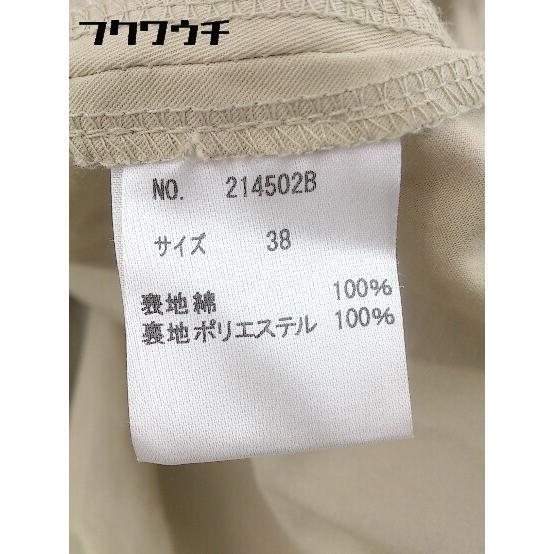 フクワウチ
NO. 214502B
サイズ 38
表地綿 100%
裏地ポリエステル 100%